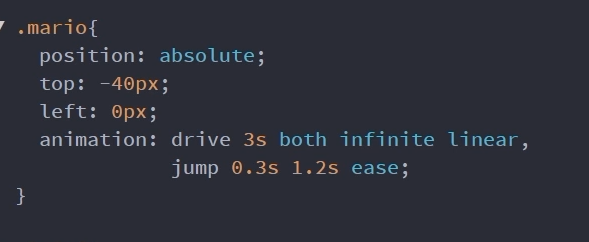 .mario{
position: absolute;
top: -40px;
left: 0px;
animation: drive 3s both infinite linear,
jump 0.3s 1.2s ease;
}